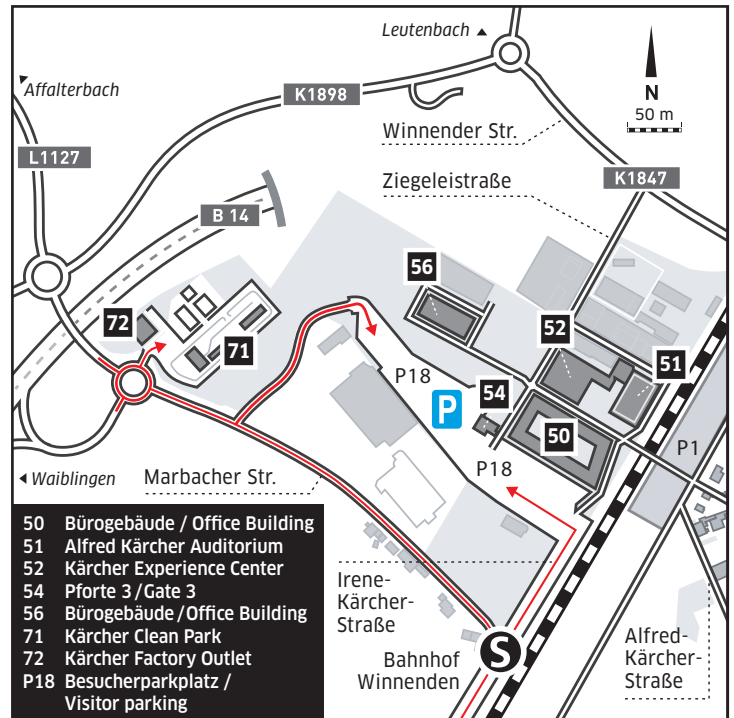 Leutenbach
Affalterbach
K1898
N
50 m
Winnender Str.
L1127
Ziegeleistraße
K1847
B 14
56
72
52
71
51
P18
54
P
50
P1
P18
Waiblingen
Marbacher Str.
50 Bürogebäude / Office Building
51 Alfred Kärcher Auditorium
52 Kärcher Experience Center
54 Pforte 3 / Gate 3
56 Bürogebäude / Office Building
71 Kärcher Clean Park
72 Kärcher Factory Outlet
P18 Besucherparkplatz /
Visitor parking
Irene-
Kärcher-
Straße
S
Bahnhof
Winnenden
Alfred-
Kärcher-
Straße